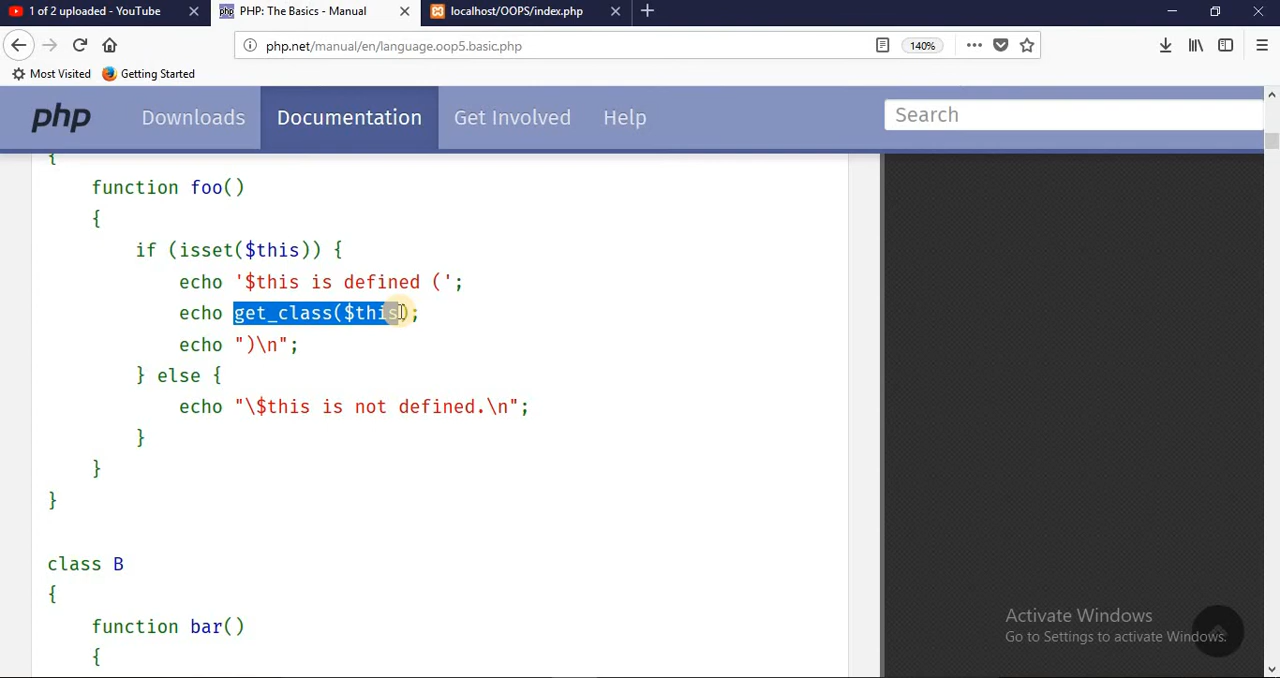 1 of 2 uploaded - YouTube
PHP: The Basics - Manual
localhost/OOPS/index.php
php.net/manual/en/language.oop5.basic.php
140%
Most Visited
Getting Started
php
Downloads
Documentation
Get Involved
Help
Search
{
function foo()
{
if (isset($this)) {
echo '$this is defined (';
echo get_class($this);
echo ")\n";
} else {
echo "\$this is not defined.\n";
}
}
}
class B
{
function bar()
{
Activate Windows
Go to Settings to activate Windows.